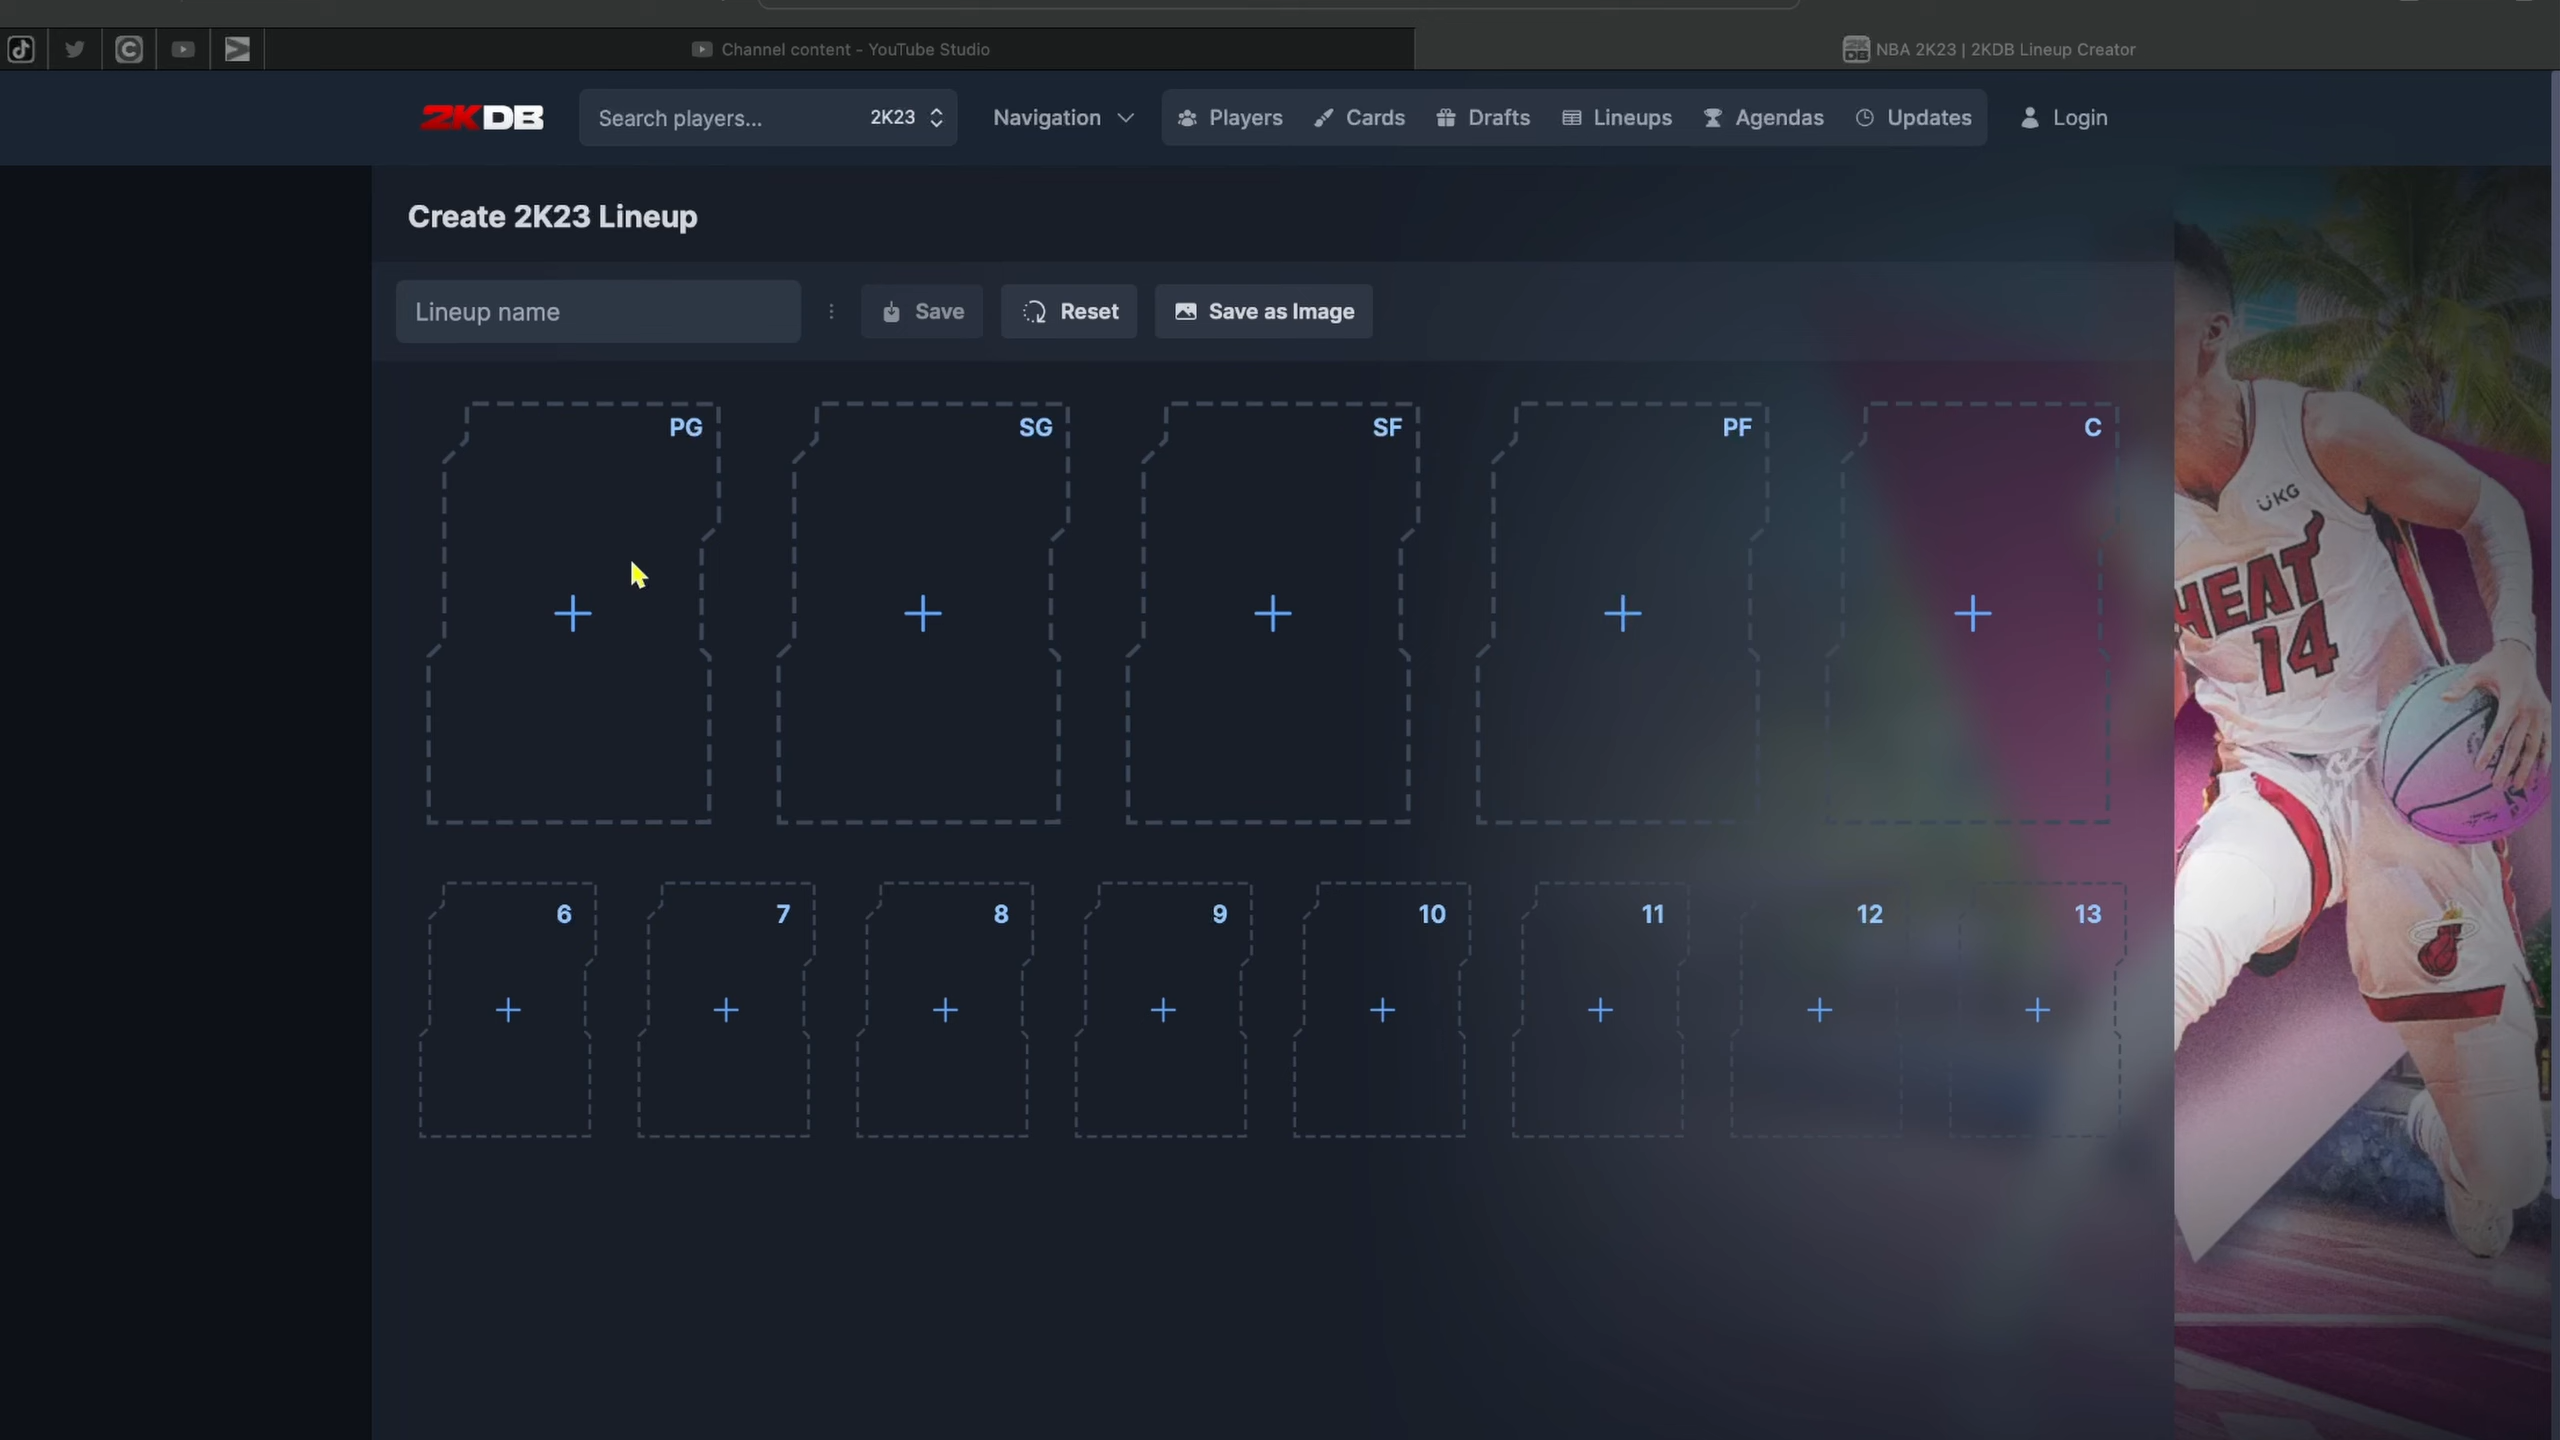 Channel content - YouTube Studio
NBA 2K23 | 2KDB Lineup Creator
2KDB
Search players...
2K23
Navigation
Players
Cards
Drafts
Lineups
Agendas
Updates
Login
Create 2K23 Lineup
Lineup name
Save
Reset
Save as Image
PG
SG
SF
PF
C
UKG
HEAT
14
6
7
8
9
10
11
12
13